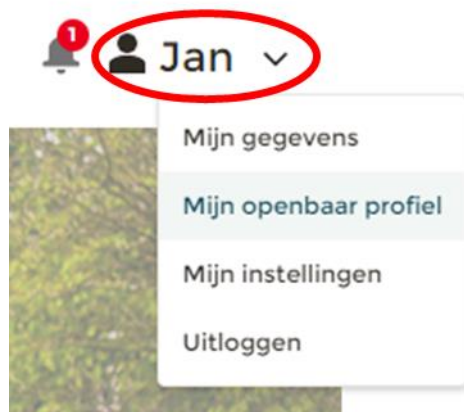 1
Jan
Mijn gegevens
Mijn openbaar profiel
Mijn instellingen
Uitloggen